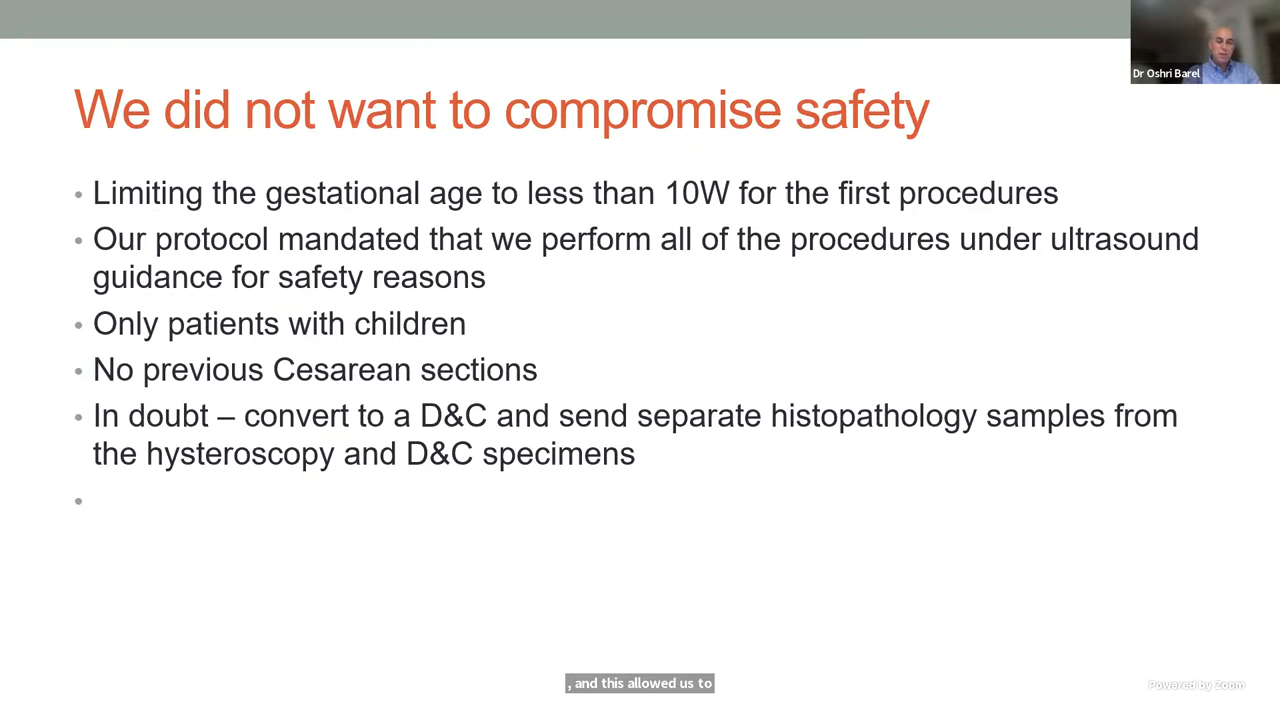 Dr Oshri Barel
We did not want to compromise safety
• Limiting the gestational age to less than 10W for the first procedures
• Our protocol mandated that we perform all of the procedures under ultrasound
guidance for safety reasons
• Only patients with children
• No previous Cesarean sections
• In doubt – convert to a D&C and send separate histopathology samples from
the hysteroscopy and D&C specimens
•
, and this allowed us to
Powered by Zoom